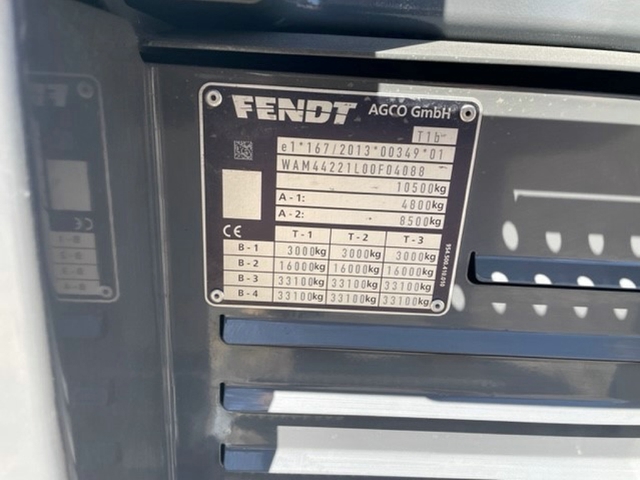 FENDT AGCO GmbH
T1b
e1*167/2013*00349*01
WAM44221L00F04088
10500kg
A - 1: 4800kg
A - 2: 8500kg
T - 1 T - 2 T - 3
B - 1 3000kg 3000kg 3000kg
B - 2 16000kg 16000kg 16000kg
B - 3 33100kg 33100kg 33100kg
B - 4 33100kg 33100kg 33100kg
CE